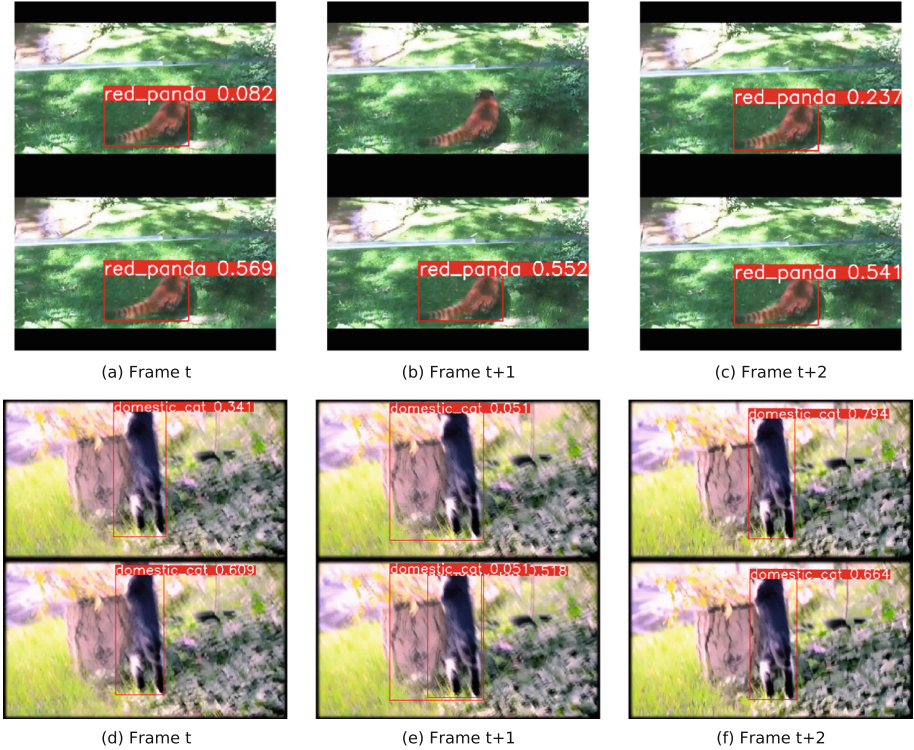 red_panda 0.082
red_panda 0.237
red_panda 0.569
red_panda 0.552
red_panda 0.541
(a) Frame t
(b) Frame t+1
(c) Frame t+2
domestic_cat 0.341
domestic_cat 0.051
domestic_cat 0.794
domestic_cat 0.609
domestic_cat 0.051
.518
domestic_cat 0.664
(d) Frame t
(e) Frame t+1
(f) Frame t+2